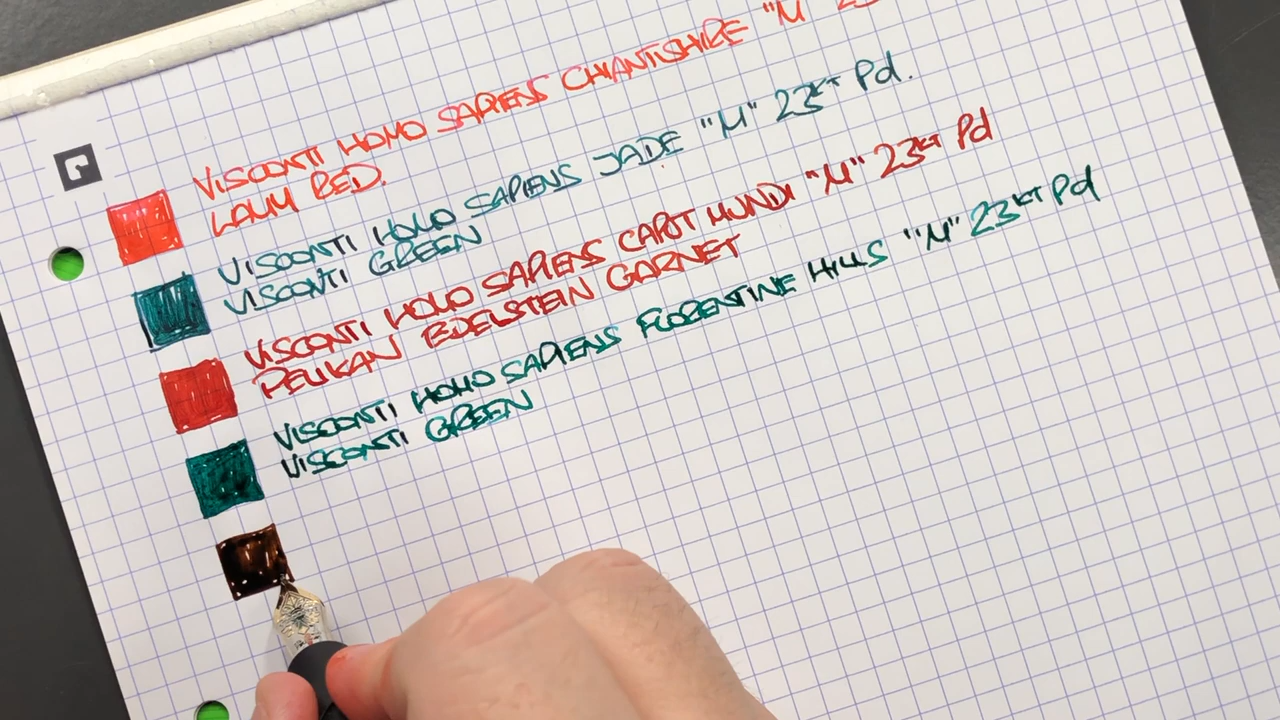 VISCONTI HOMO SAPIENS CHIANTISHIRE "M" 23
LAMY RED.
VISCONTI HOMO SAPIENS JADE "M" 23KT Pd.
VISCONTI GREEN
VISCONTI HOMO SAPIENS CAPUT MUNDI "M" 23KT Pd
PELIKAN EDELSTEIN GARNET
VISCONTI HOMO SAPIENS FLORENTINE HILLS "M" 23KT Pd
VISCONTI GREEN